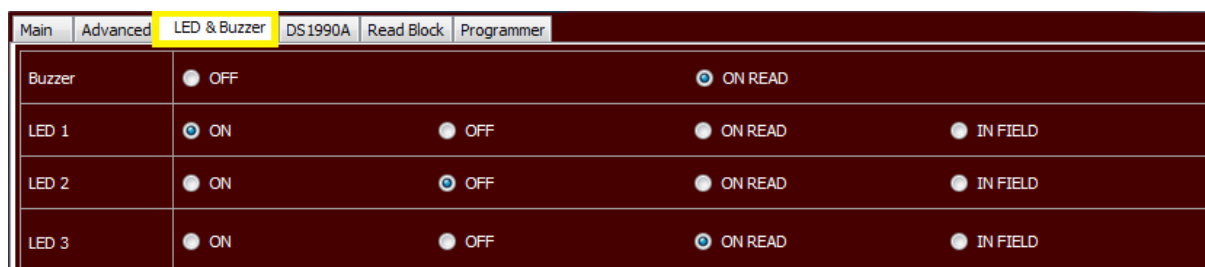 Main Advanced LED & Buzzer DS1990A Read Block Programmer
Buzzer OFF ON READ
LED 1 ON OFF ON READ IN FIELD
LED 2 ON OFF ON READ IN FIELD
LED 3 ON OFF ON READ IN FIELD